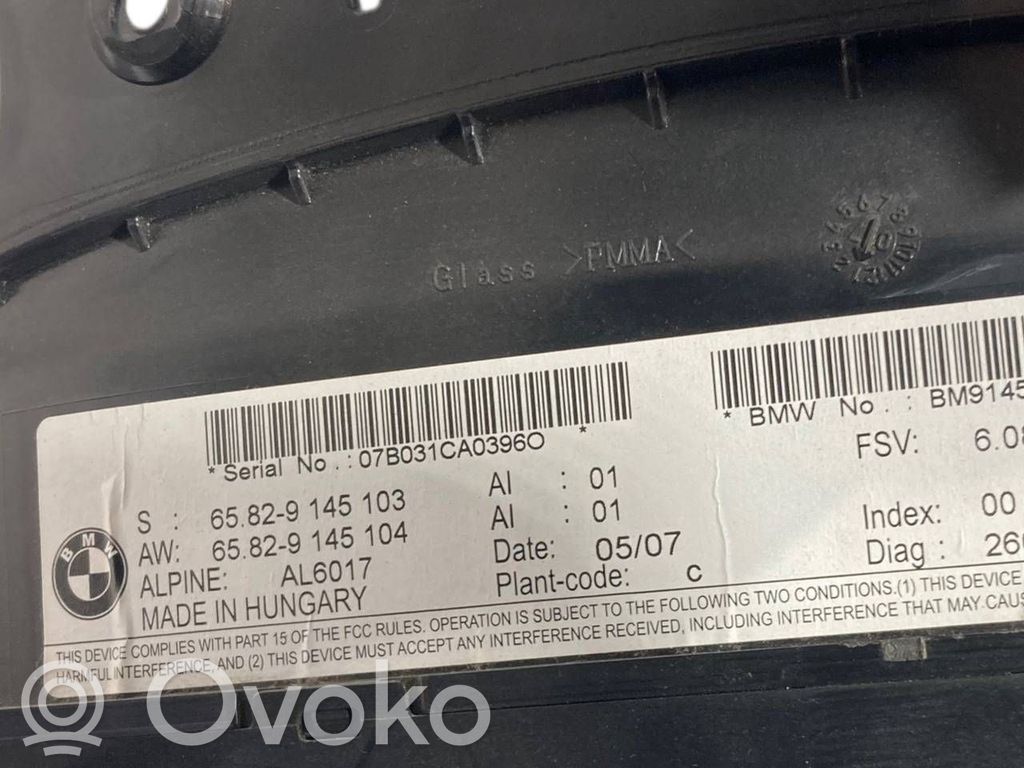 Glass >PMMA<
* Serial No. : 07B031CA0396O *
* BMW No. : BM9145
S : 65.82-9 145 103
AW: 65.82-9 145 104
ALPINE: AL6017
MADE IN HUNGARY
AI : 01
AI : 01
Date: 05/07
Plant-code: C
FSV: 6.08
Index: 00
Diag : 26
THIS DEVICE COMPLIES WITH PART 15 OF THE FCC RULES. OPERATION IS SUBJECT TO THE FOLLOWING TWO CONDITIONS.(1) THIS DEVICE
HARMFUL INTERFERENCE, AND (2) THIS DEVICE MUST ACCEPT ANY INTERFERENCE RECEIVED, INCLUDING INTERFERENCE THAT MAY CAUS
BMW
Ovoko